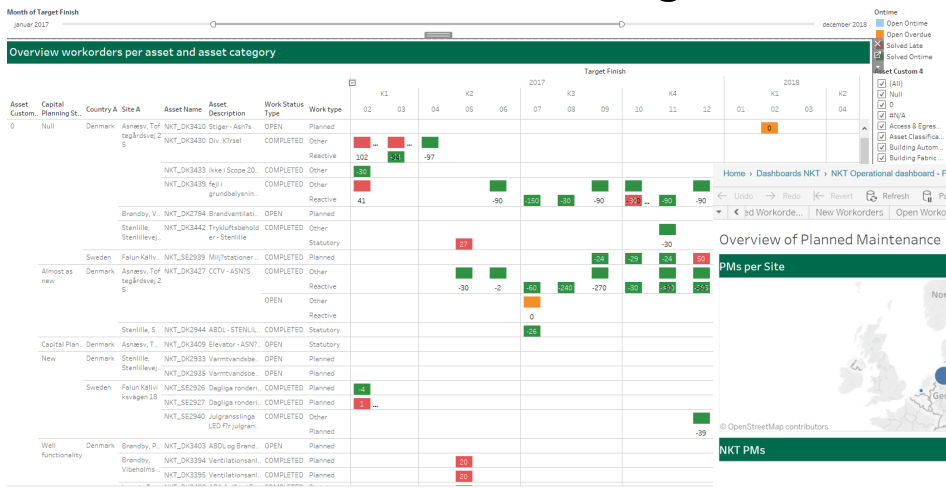 Month of Target Finish
januar 2017
december 2018
Ontime
Open Ontime
Open Overdue
Solved Late
Solved Ontime
Overview workorders per asset and asset category
Asset Custom 4
(All)
Null
0
#N/A
Access & Egres...
Asset Classifica...
Building Autom...
Building Fabric ...
Target Finish
2017 2018
K1 K2 K3 K4 K1 K2
Asset Custom.. Capital Planning St.. Country A Site A Asset Name Asset Description Work Status Type Work type 02 03 04 05 06 07 08 09 10 11 12 01 02 03 04
0 Null Denmark Asnæsv, Tof tegårdsvej 2 5 NKT_DK3410 Stiger - Asn?s OPEN Planned 0
NKT_DK3430 Div. K?rsel COMPLETED Other ... ...
Reactive 102 -97
NKT_DK3433 Ikke i Scope 20.. COMPLETED Other -30
NKT_DK3439 fejl i grundbelysnin.. COMPLETED Other
Reactive 41 -90 -150 -30 -90 ... -90 -90
Brøndby, V.. NKT_DK2794 Brandventilati.. OPEN Planned
Stenlille, Stenlillevej.. NKT_DK3442 Trykluftsbehold er - Stenlille COMPLETED Other
Statutory 27 -30
Sweden Falun Källv.. NKT_SE2939 Milj?stationer .. COMPLETED Planned -24 -29 -24 50
Almost as new Denmark Asnæsv, Tof tegårdsvej 2 5 NKT_DK3427 CCTV - ASN?S COMPLETED Other
Reactive -30 -2 -60 -240 -270 -30
OPEN Other
Reactive 0
Stenlille, S.. NKT_DK2944 ABDL - STENLIL.. COMPLETED Statutory -26
Capital Plan.. Denmark Asnæsv, T.. NKT_DK3409 Elevator - ASN?.. OPEN Statutory
New Denmark Stenlille, Stenlillevej.. NKT_DK2933 Varmtvandsbe.. OPEN Planned
NKT_DK2935 Varmtvandsbe.. OPEN Planned
Sweden Falun Källvi ksvägen 18 NKT_SE2926 Dagliga ronderi.. COMPLETED Planned -4
NKT_SE2927 Dagliga ronderi.. COMPLETED Planned 1 ...
NKT_SE2940 Julgransslinga LED f?r julgran.. COMPLETED Other
Planned -39
Well functionality Denmark Brøndby, P.. NKT_DK3403 ABDL og Brand.. OPEN Planned
Brøndby, Vibeholms .. NKT_DK3394 Ventilationsanl.. COMPLETED Planned 20
NKT_DK3395 Ventilationsanl.. COMPLETED Planned 20
Home › Dashboards NKT › NKT Operational dashboard - F
Undo Redo Revert Refresh Pa
ed Workorde... New Workorders Open Worko
Overview of Planned Maintenance
PMs per Site
Nor
Ger
© OpenStreetMap contributors
NKT PMs